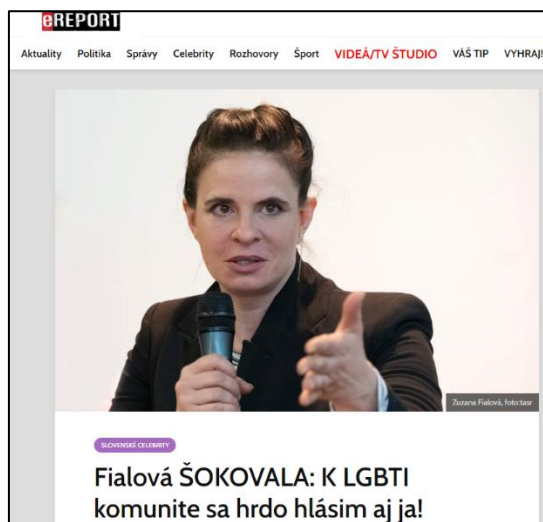 eREPORT
Aktuality Politika Správy Celebrity Rozhovory Šport VIDEÁ/TV ŠTUDIO VÁŠ TIP VYHRAJ!
Zuzana Fialová, foto:tasr
SLOVENSKÉ CELEBRITY
Fialová ŠOKOVALA: K LGBTI
komunite sa hrdo hlásim aj ja!